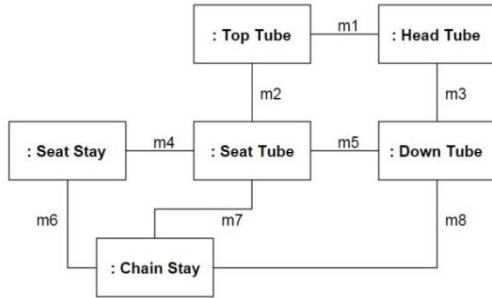 : Top Tube
m1
: Head Tube
m2
m3
: Seat Stay
m4
: Seat Tube
m5
: Down Tube
m6
m7
m8
: Chain Stay